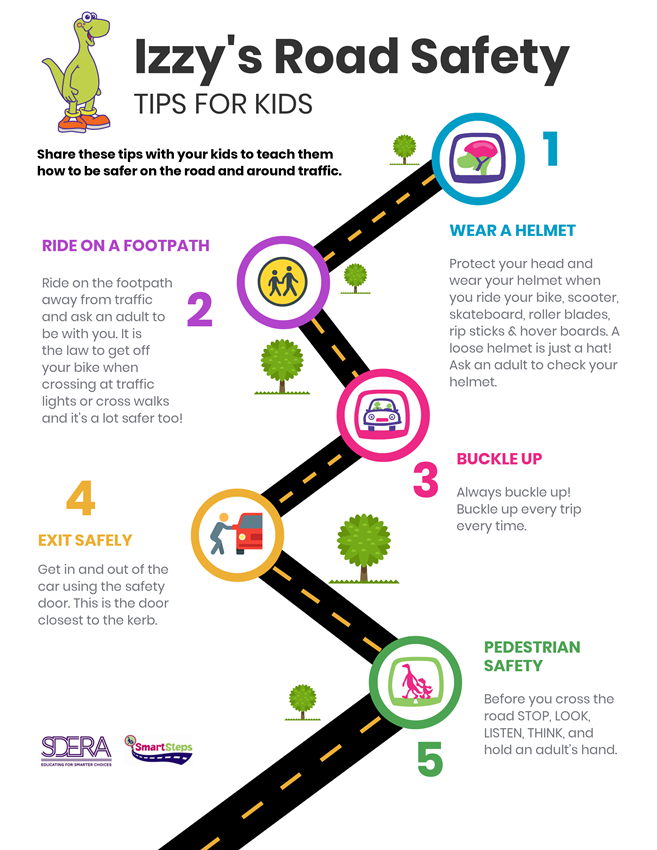 Izzy's Road Safety
TIPS FOR KIDS
Share these tips with your kids to teach them
how to be safer on the road and around traffic.
1
WEAR A HELMET
Protect your head and
wear your helmet when
you ride your bike, scooter,
skateboard, roller blades,
rip sticks & hover boards. A
loose helmet is just a hat!
Ask an adult to check your
helmet.
RIDE ON A FOOTPATH
2
Ride on the footpath
away from traffic
and ask an adult to
be with you. It is
the law to get off
your bike when
crossing at traffic
lights or cross walks
and it's a lot safer too!
3
BUCKLE UP
Always buckle up!
Buckle up every trip
every time.
4
EXIT SAFELY
Get in and out of the
car using the safety
door. This is the door
closest to the kerb.
PEDESTRIAN
SAFETY
Before you cross the
road STOP, LOOK,
LISTEN, THINK, and
hold an adult's hand.
5
SDERA
EDUCATING FOR SMARTER CHOICES
SmartSteps